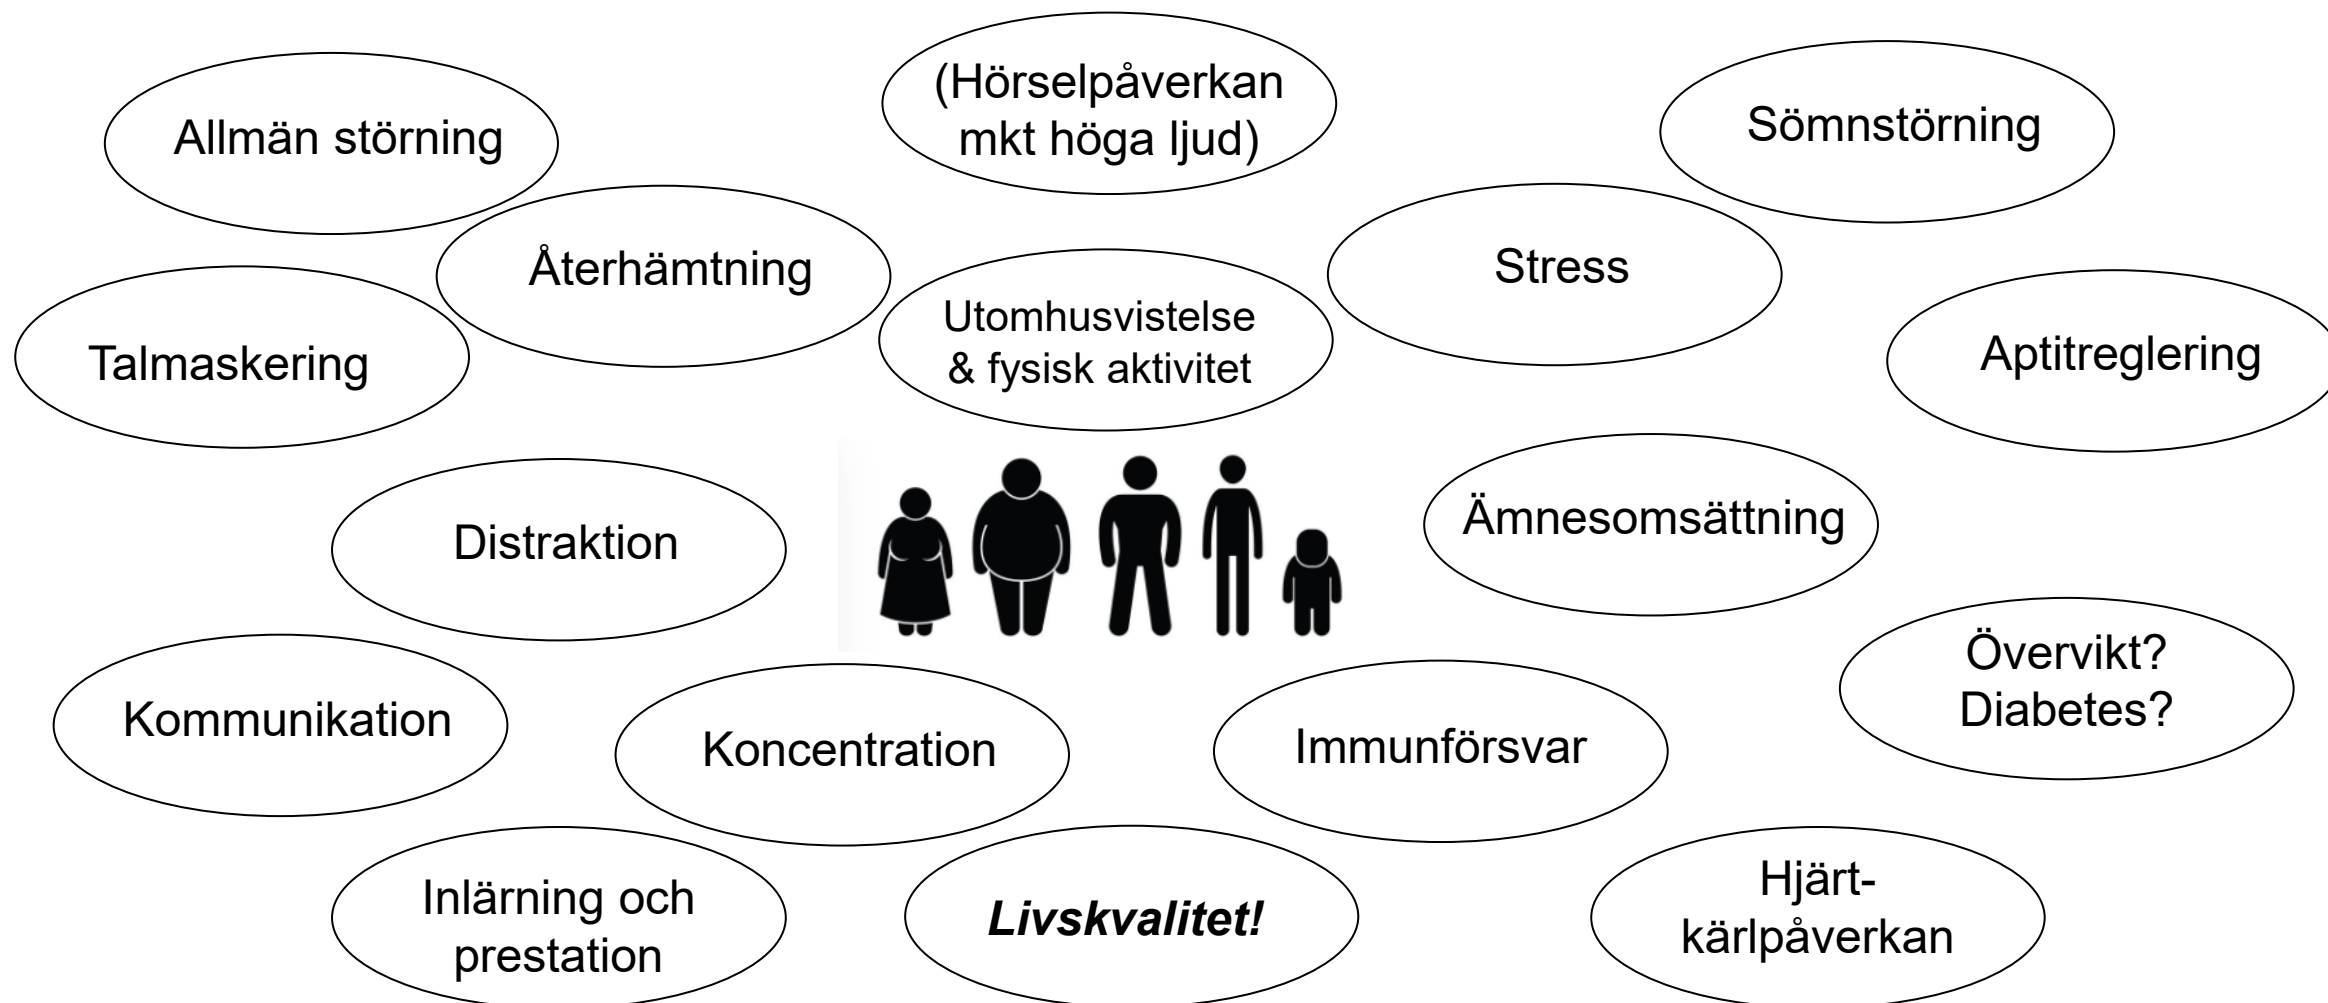 (Hörselpåverkan
mkt höga ljud)
Allmän störning
Sömnstörning
Återhämtning
Stress
Utomhusvistelse
& fysisk aktivitet
Talmaskering
Aptitreglering
Distraktion
Ämnesomsättning
Övervikt?
Diabetes?
Kommunikation
Koncentration
Immunförsvar
Inlärning och
prestation
Livskvalitet!
Hjärt-
kärlpåverkan